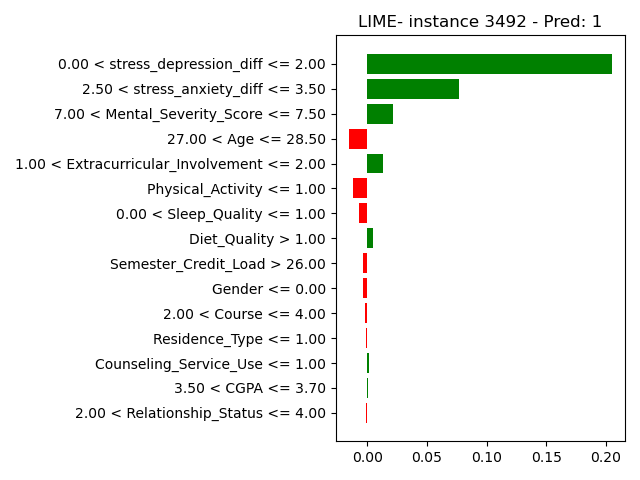 LIME- instance 3492 - Pred: 1
0.00 < stress_depression_diff <= 2.00
2.50 < stress_anxiety_diff <= 3.50
7.00 < Mental_Severity_Score <= 7.50
27.00 < Age <= 28.50
1.00 < Extracurricular_Involvement <= 2.00
Physical_Activity <= 1.00
0.00 < Sleep_Quality <= 1.00
Diet_Quality > 1.00
Semester_Credit_Load > 26.00
Gender <= 0.00
2.00 < Course <= 4.00
Residence_Type <= 1.00
Counseling_Service_Use <= 1.00
3.50 < CGPA <= 3.70
2.00 < Relationship_Status <= 4.00
0.00 0.05 0.10 0.15 0.20